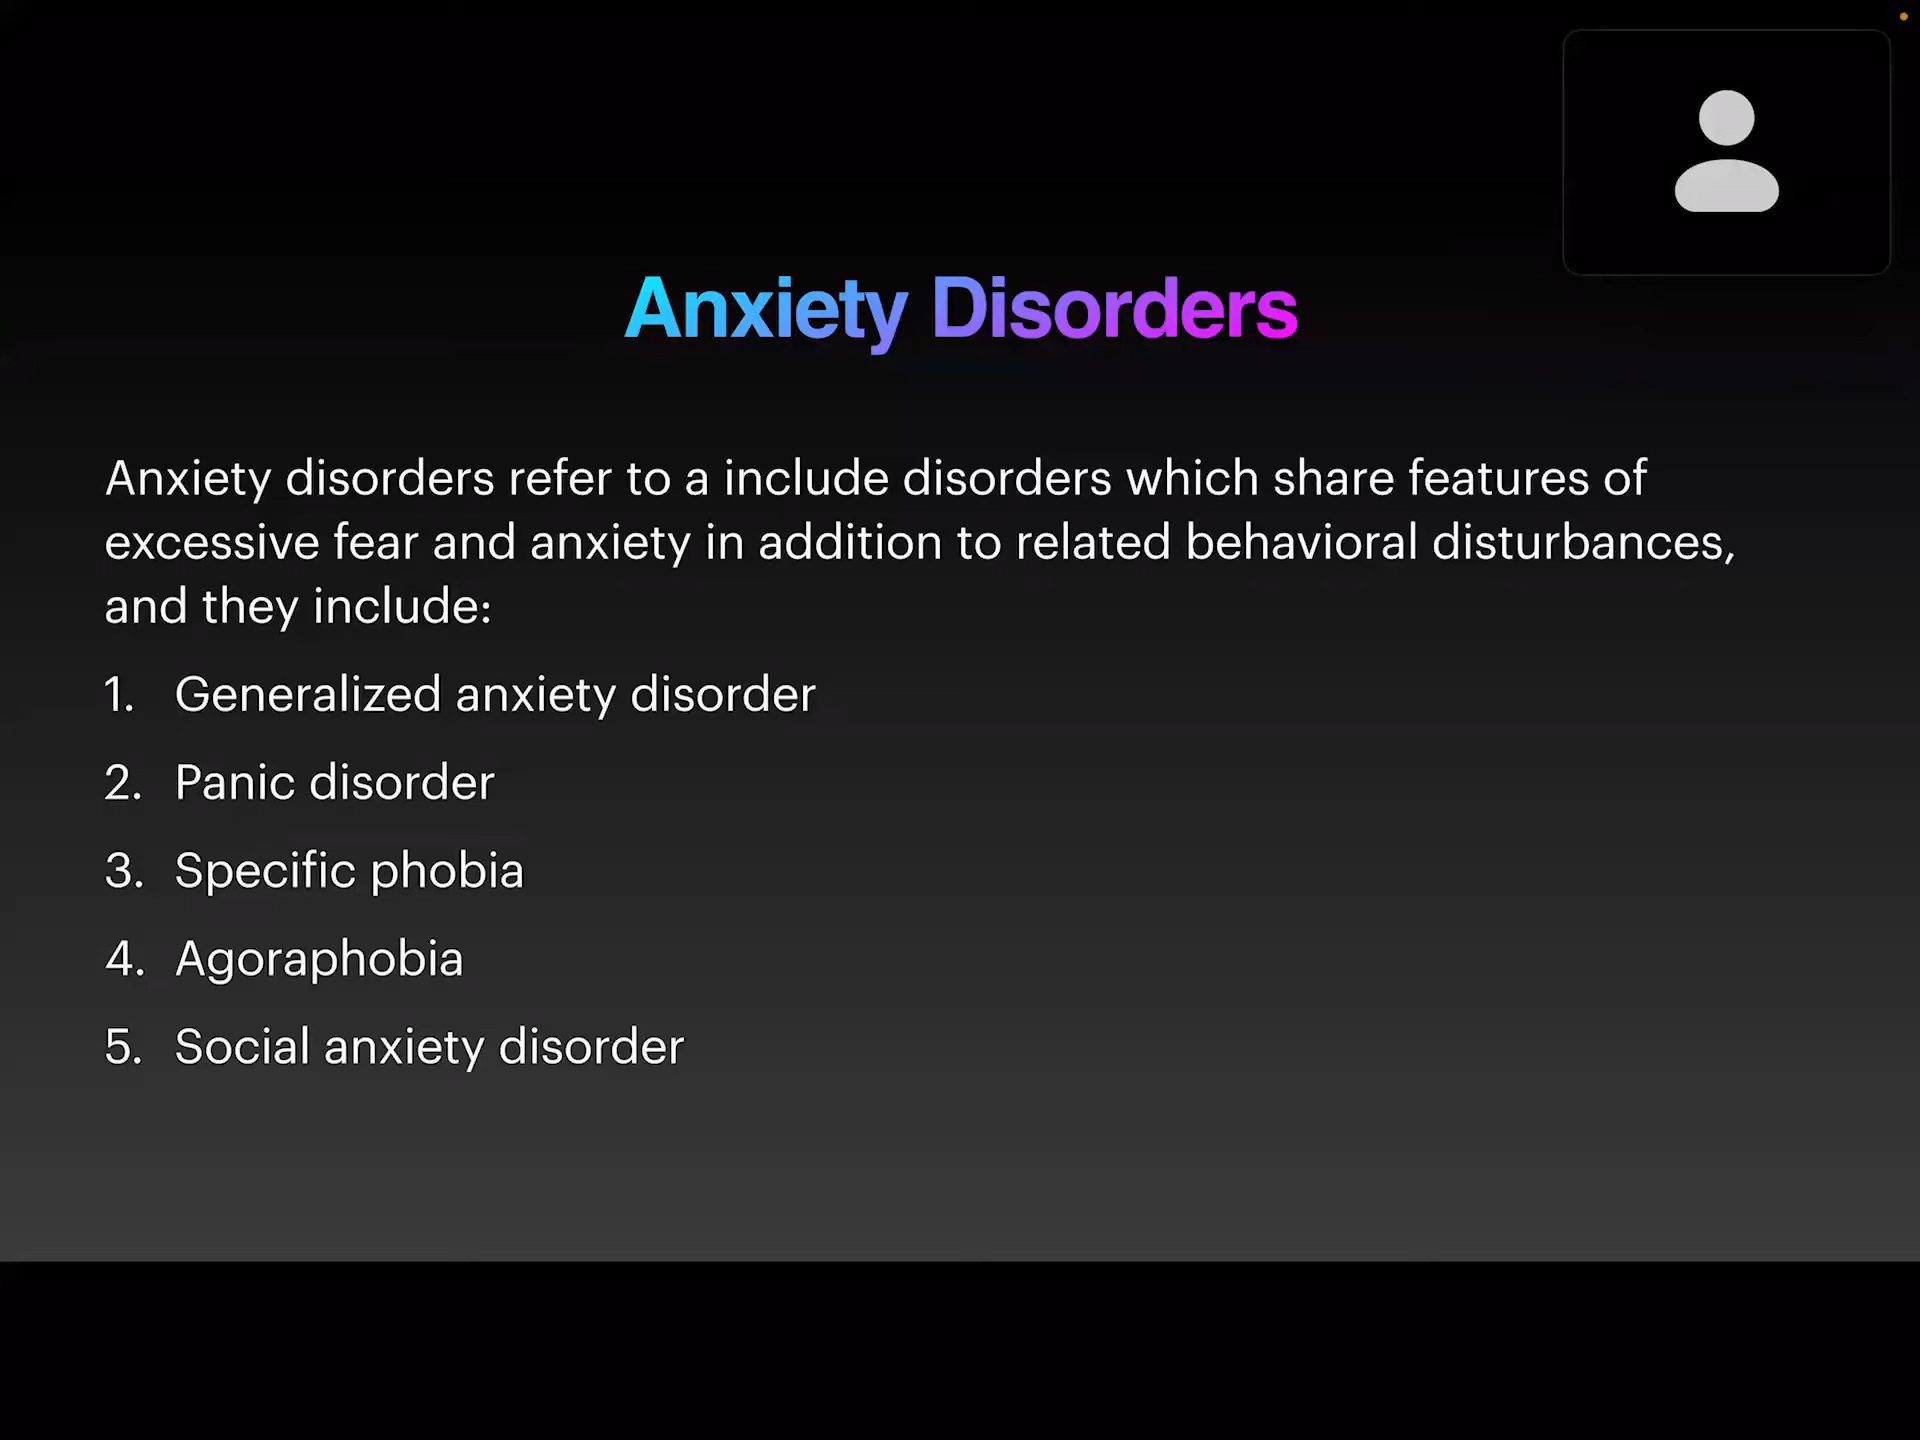 Anxiety Disorders
Anxiety disorders refer to a include disorders which share features of
excessive fear and anxiety in addition to related behavioral disturbances,
and they include:
1. Generalized anxiety disorder
2. Panic disorder
3. Specific phobia
4. Agoraphobia
5. Social anxiety disorder